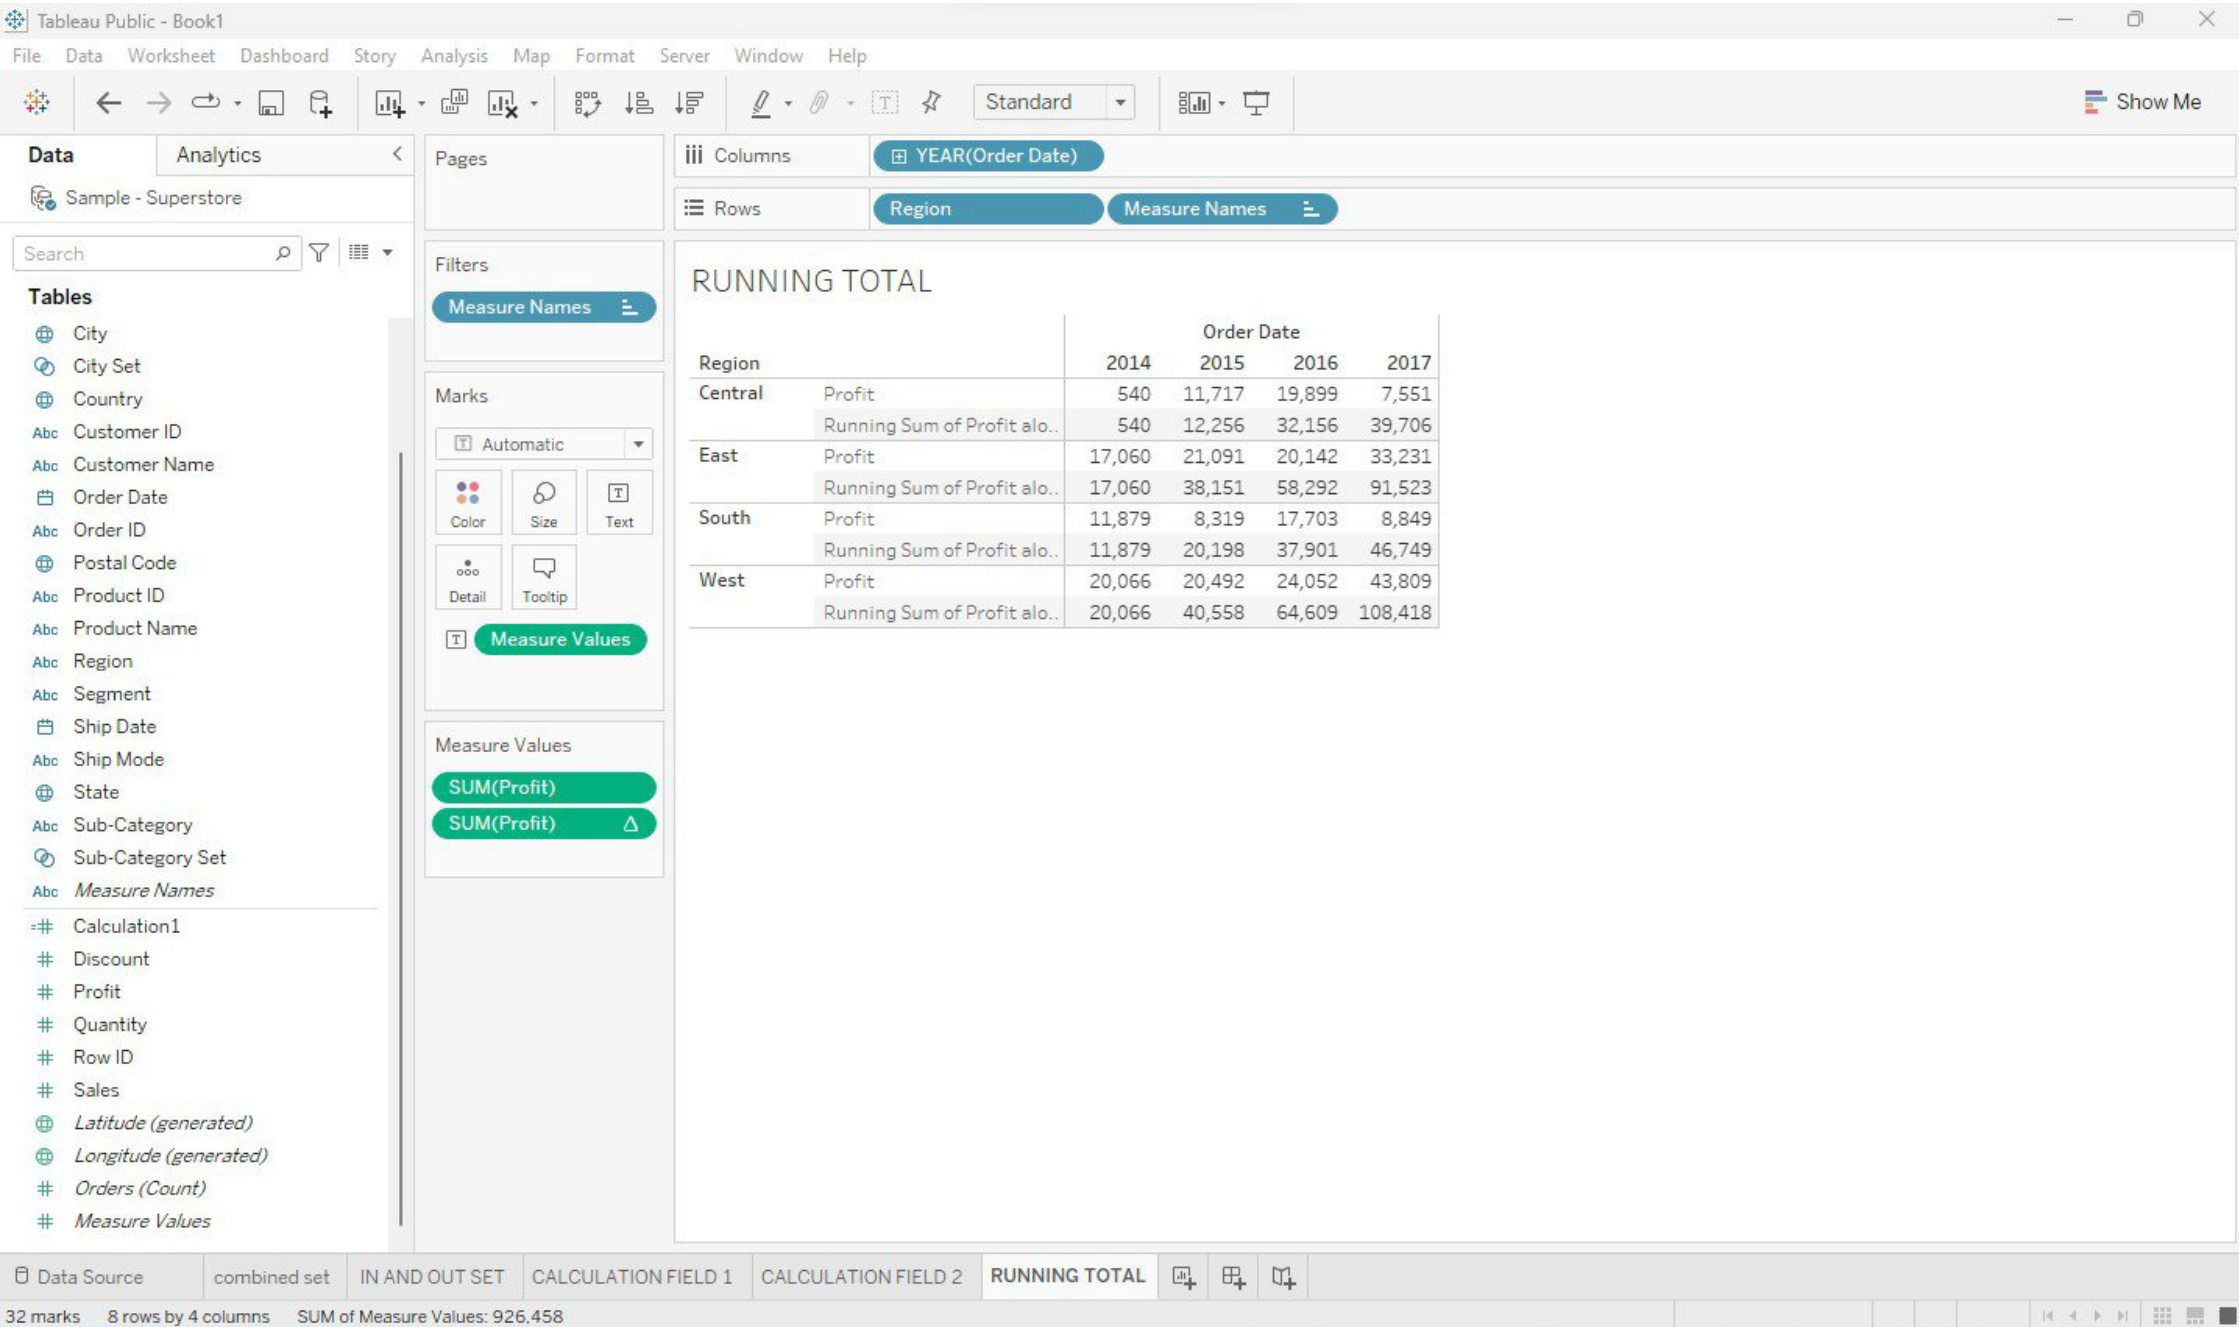 Tableau Public - Book1
File Data Worksheet Dashboard Story Analysis Map Format Server Window Help
Standard
Show Me
Data Analytics
Sample - Superstore
Search
Tables
City
City Set
Country
Abc Customer ID
Abc Customer Name
Order Date
Abc Order ID
Postal Code
Abc Product ID
Abc Product Name
Abc Region
Abc Segment
Ship Date
Abc Ship Mode
State
Abc Sub-Category
Sub-Category Set
Abc Measure Names
=# Calculation1
# Discount
# Profit
# Quantity
# Row ID
# Sales
Latitude (generated)
Longitude (generated)
# Orders (Count)
# Measure Values
Pages
Filters
Measure Names
Marks
T Automatic
Color Size T Text
Detail Tooltip
T Measure Values
Measure Values
SUM(Profit)
SUM(Profit) Δ
Columns YEAR(Order Date)
Rows Region Measure Names
RUNNING TOTAL
Order Date
Region 2014 2015 2016 2017
Central Profit 540 11,717 19,899 7,551
Running Sum of Profit alo.. 540 12,256 32,156 39,706
East Profit 17,060 21,091 20,142 33,231
Running Sum of Profit alo.. 17,060 38,151 58,292 91,523
South Profit 11,879 8,319 17,703 8,849
Running Sum of Profit alo.. 11,879 20,198 37,901 46,749
West Profit 20,066 20,492 24,052 43,809
Running Sum of Profit alo.. 20,066 40,558 64,609 108,418
Data Source combined set IN AND OUT SET CALCULATION FIELD 1 CALCULATION FIELD 2 RUNNING TOTAL
32 marks 8 rows by 4 columns SUM of Measure Values: 926,458